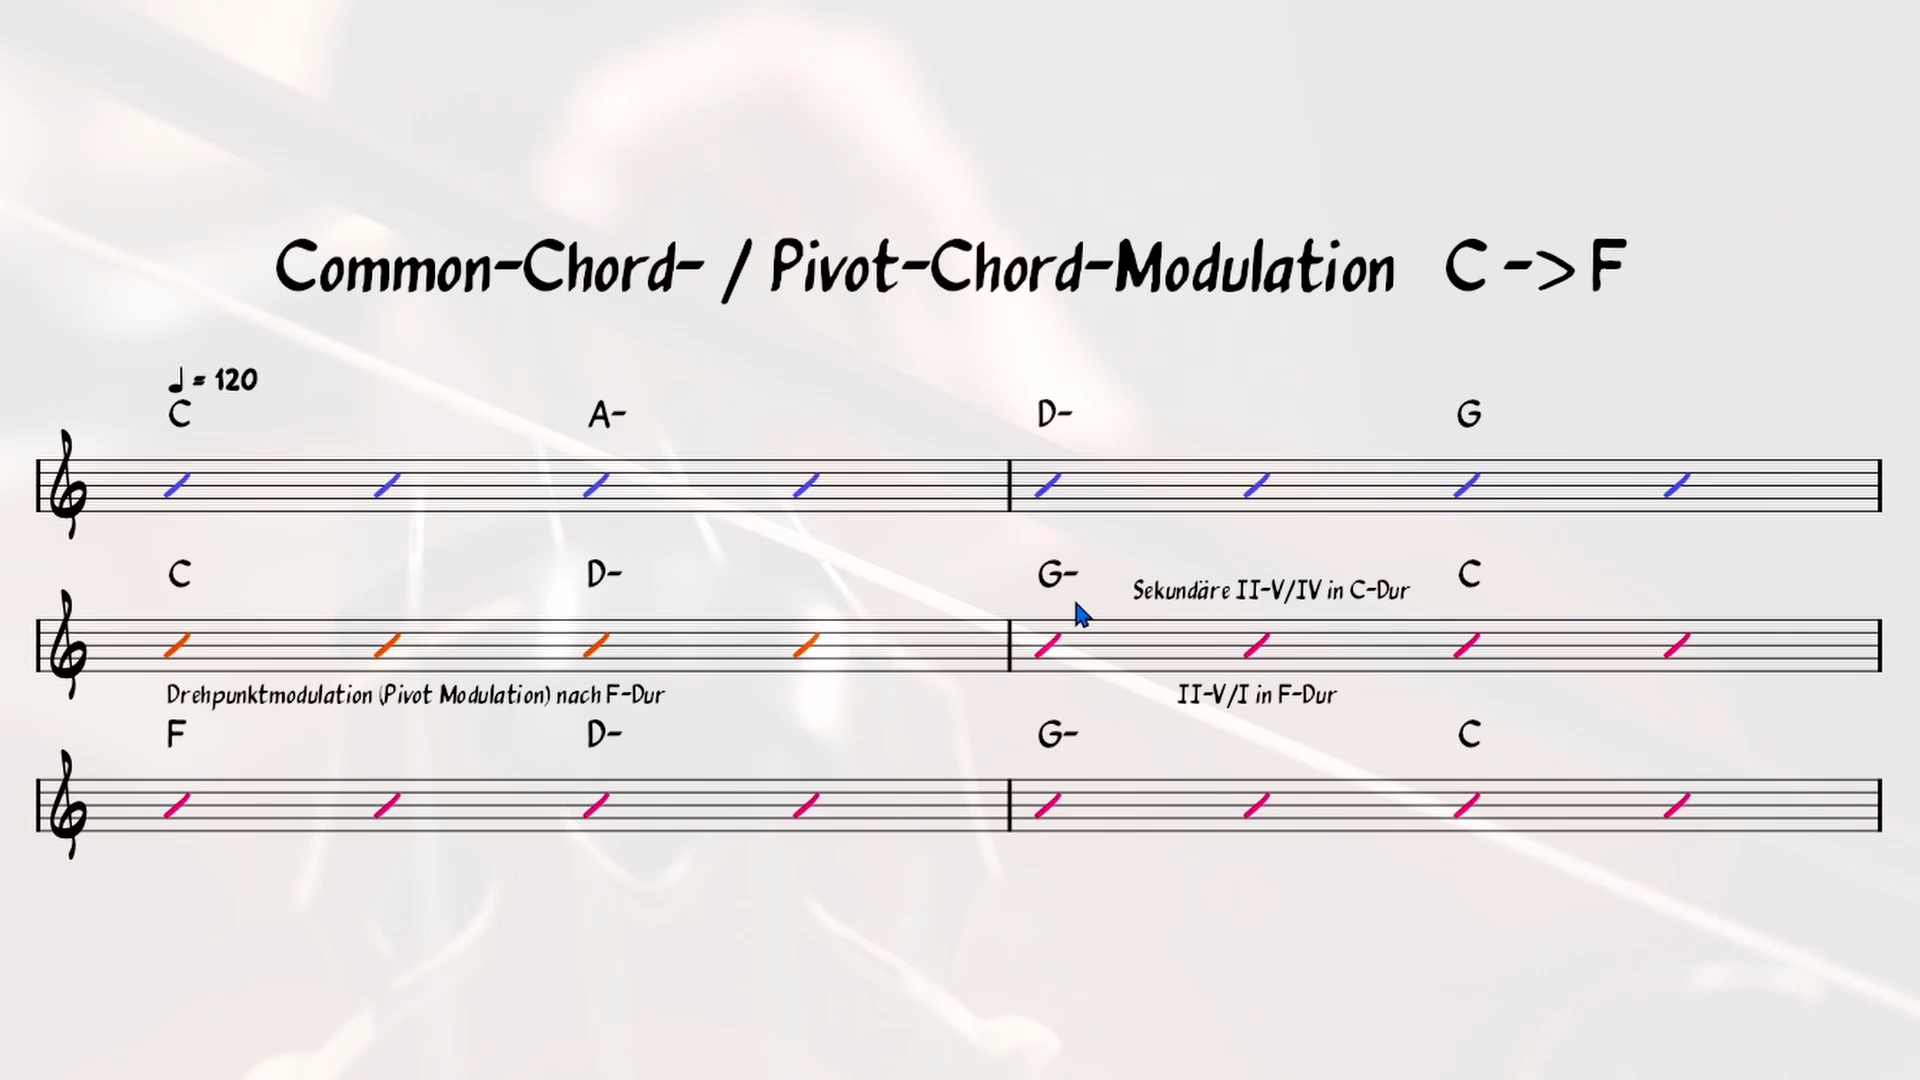 Common-Chord- / Pivot-Chord-Modulation C -> F
♩ = 120
C A- D- G
C D- G- Sekundäre II-V/IV in C-Dur C
Drehpunktmodulation (Pivot Modulation) nach F-Dur II-V/I in F-Dur
F D- G- C